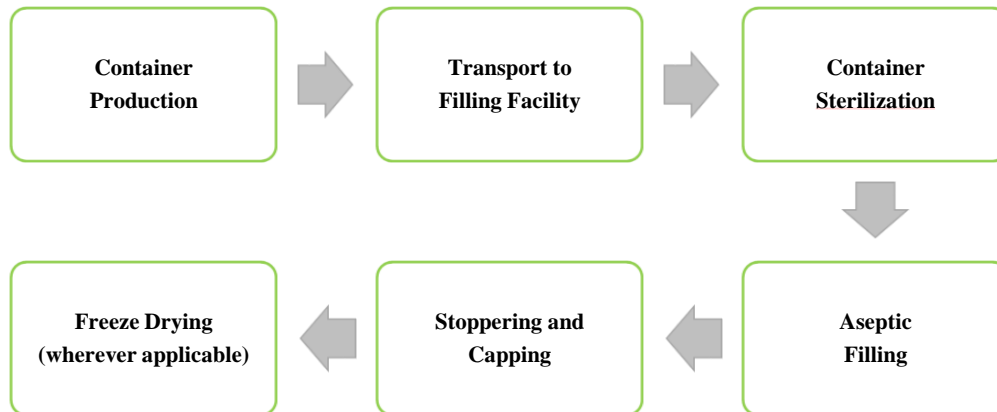 Container
Production
Transport to
Filling Facility
Container
Sterilization
Aseptic
Filling
Stoppering and
Capping
Freeze Drying
(wherever applicable)